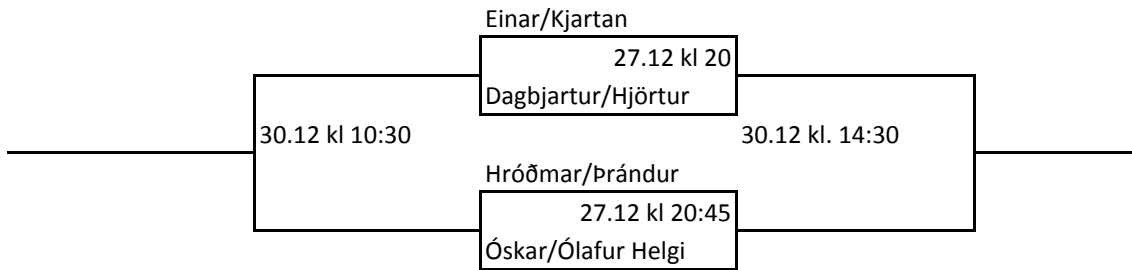 Einar/Kjartan
27.12 kl 20
Dagbjartur/Hjörtur
30.12 kl 10:30
30.12 kl. 14:30
Hróðmar/Þrándur
27.12 kl 20:45
Óskar/Ólafur Helgi